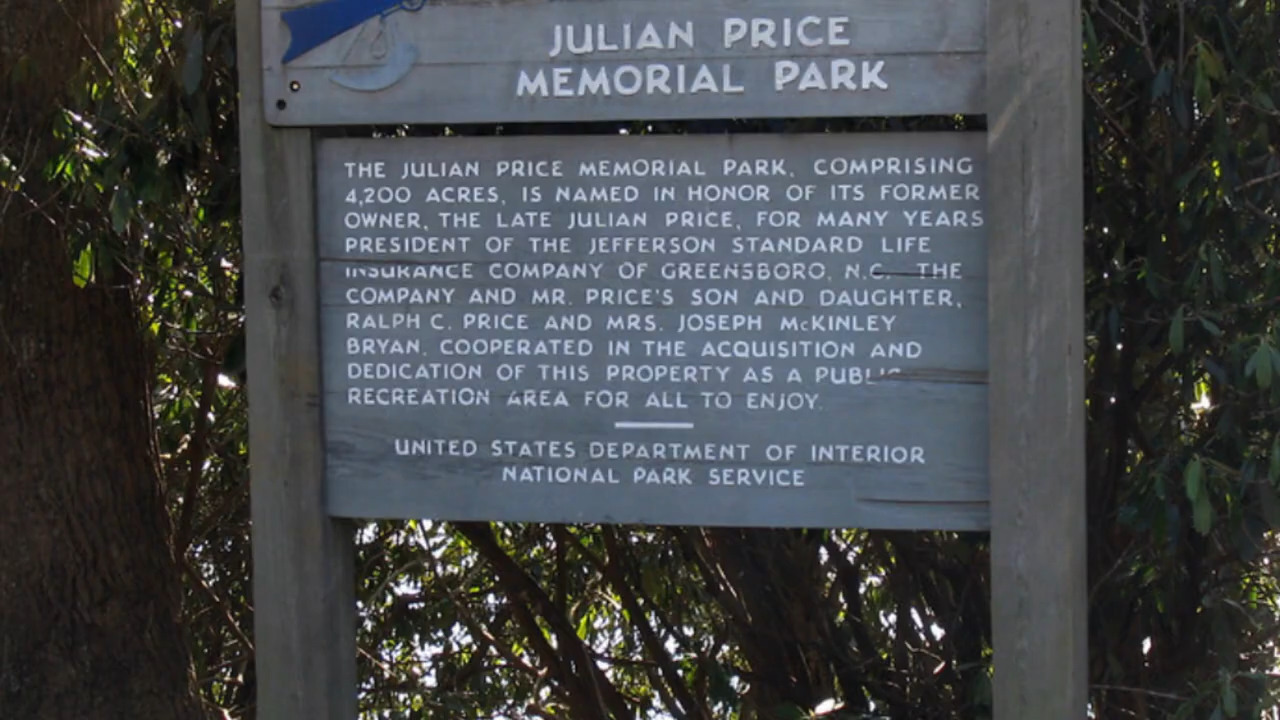 JULIAN PRICE
MEMORIAL PARK
THE JULIAN PRICE MEMORIAL PARK, COMPRISING
4,200 ACRES, IS NAMED IN HONOR OF ITS FORMER
OWNER, THE LATE JULIAN PRICE, FOR MANY YEARS
PRESIDENT OF THE JEFFERSON STANDARD LIFE
INSURANCE COMPANY OF GREENSBORO, N.C. THE
COMPANY AND MR. PRICE'S SON AND DAUGHTER,
RALPH C. PRICE AND MRS. JOSEPH McKINLEY
BRYAN, COOPERATED IN THE ACQUISITION AND
DEDICATION OF THIS PROPERTY AS A PUBLIC
RECREATION AREA FOR ALL TO ENJOY.
UNITED STATES DEPARTMENT OF INTERIOR
NATIONAL PARK SERVICE